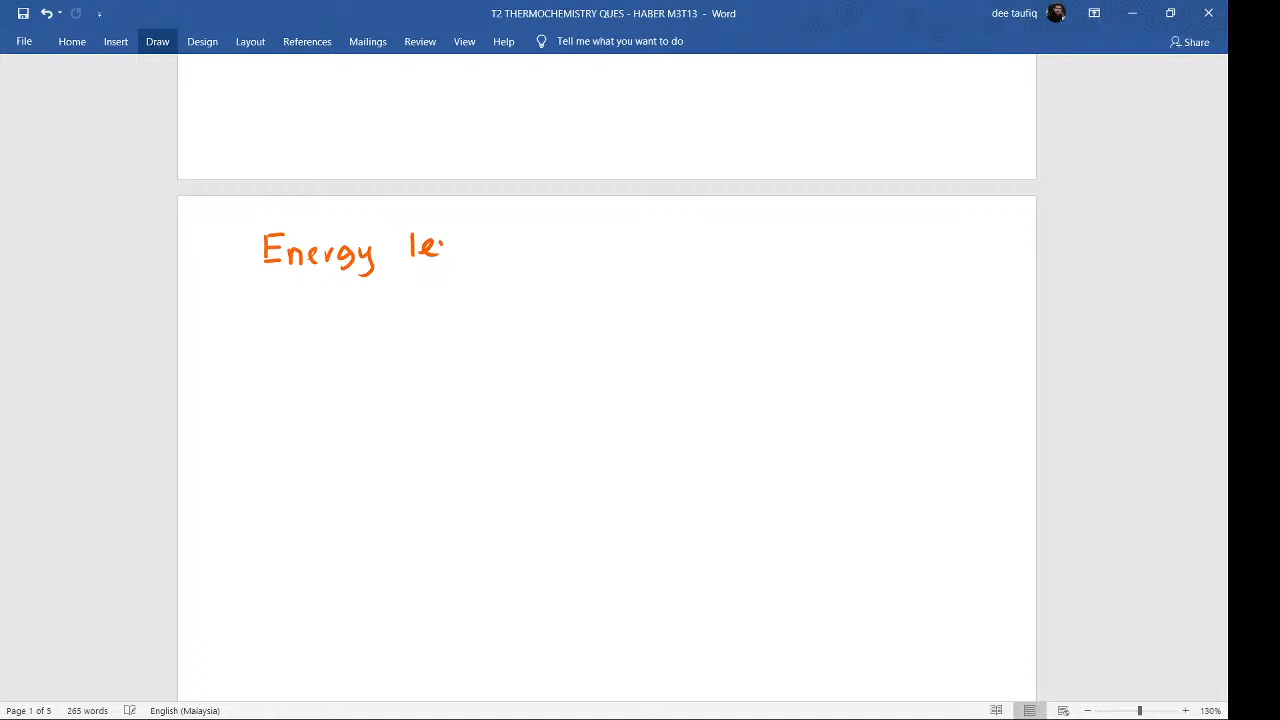 T2 THERMOCHEMISTRY QUES - HABER M3T13 - Word
dee taufiq
File Home Insert Draw Design Layout References Mailings Review View Help Tell me what you want to do Share
Energy le
Page 1 of 5 265 words English (Malaysia) 130%